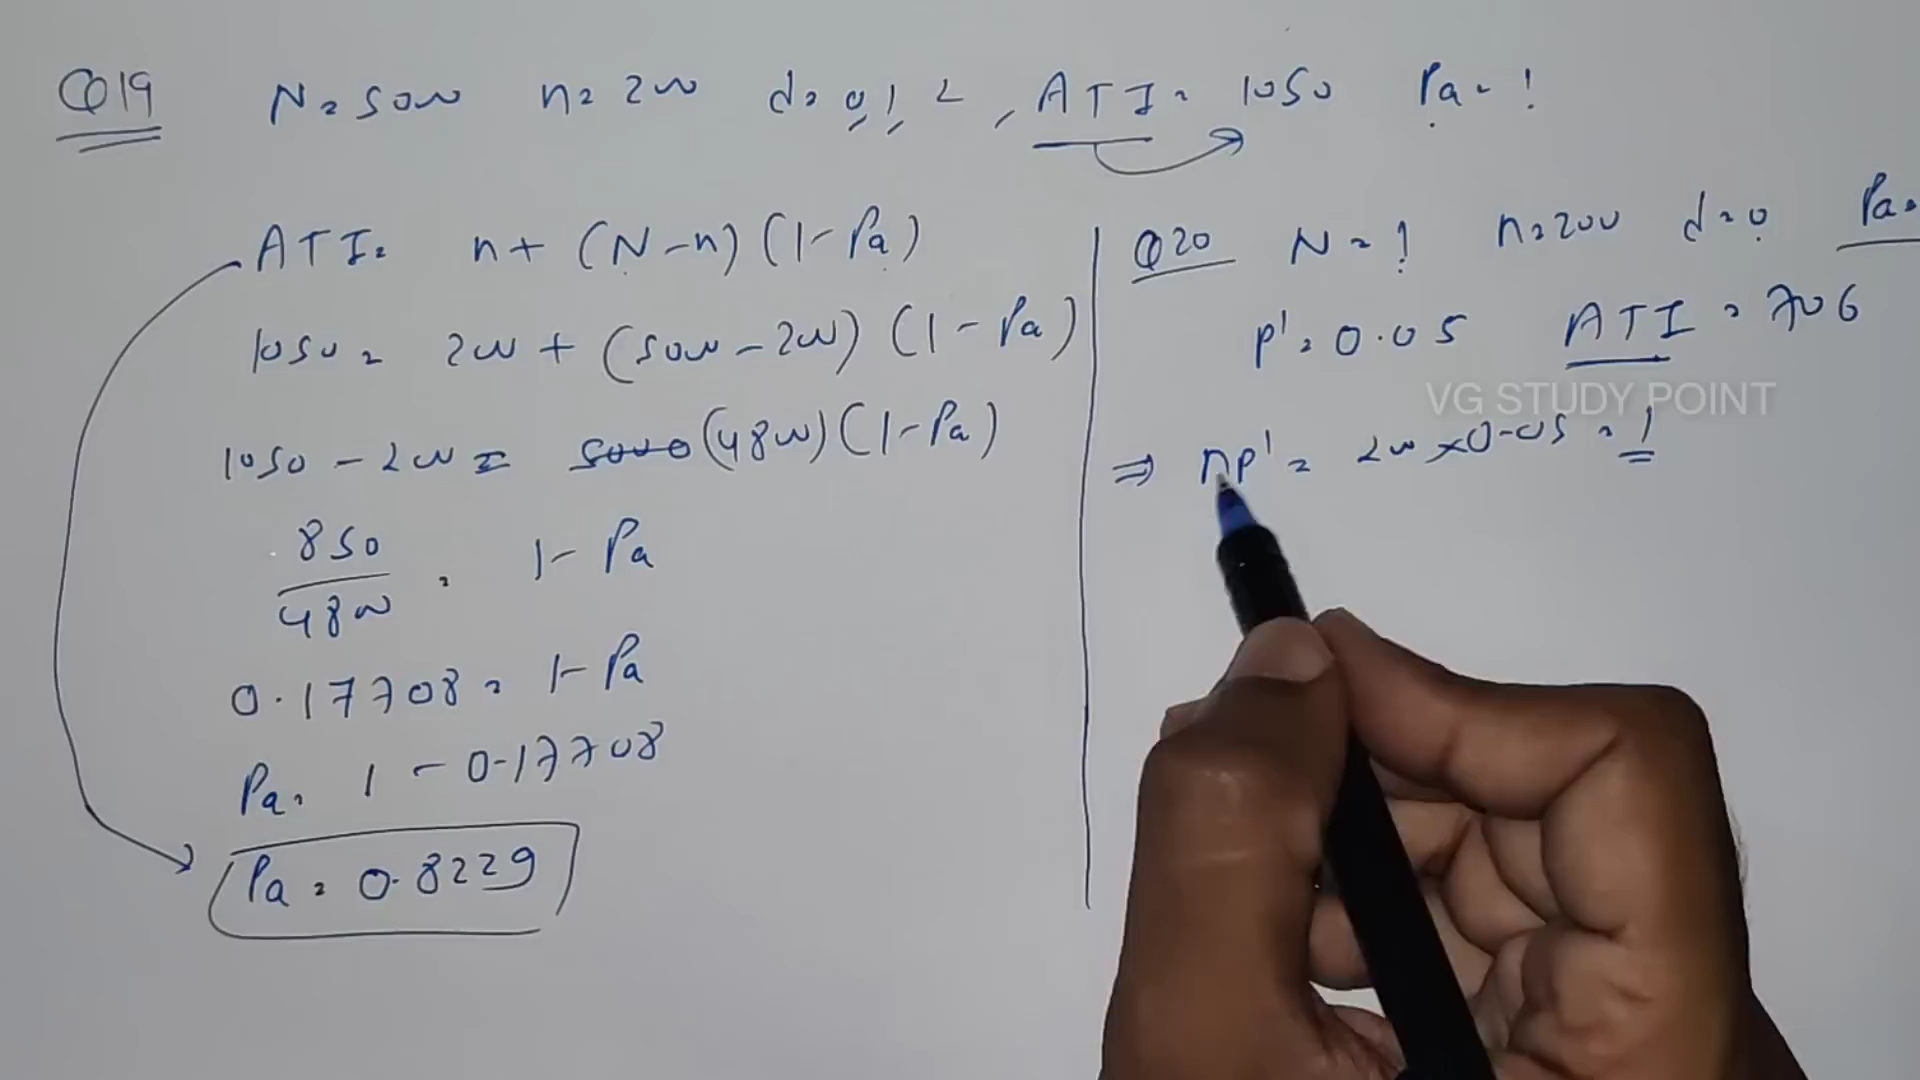 Q19 N = 5000 n = 200 d = 0, 1, 2, ATI = 1050 Pa = ?
ATI = n + (N - n) (1 - Pa)
1050 = 200 + (5000 - 200) (1 - Pa)
1050 - 200 = (4800) (1 - Pa)
850/4800 = 1 - Pa
0.17708 = 1 - Pa
Pa = 1 - 0.17708
Pa = 0.8229
Q20 N = ? n = 200 d = 0 Pa =
p' = 0.05 ATI = 706
VG STUDY POINT
⇒ np' = 200 × 0.05 = 1